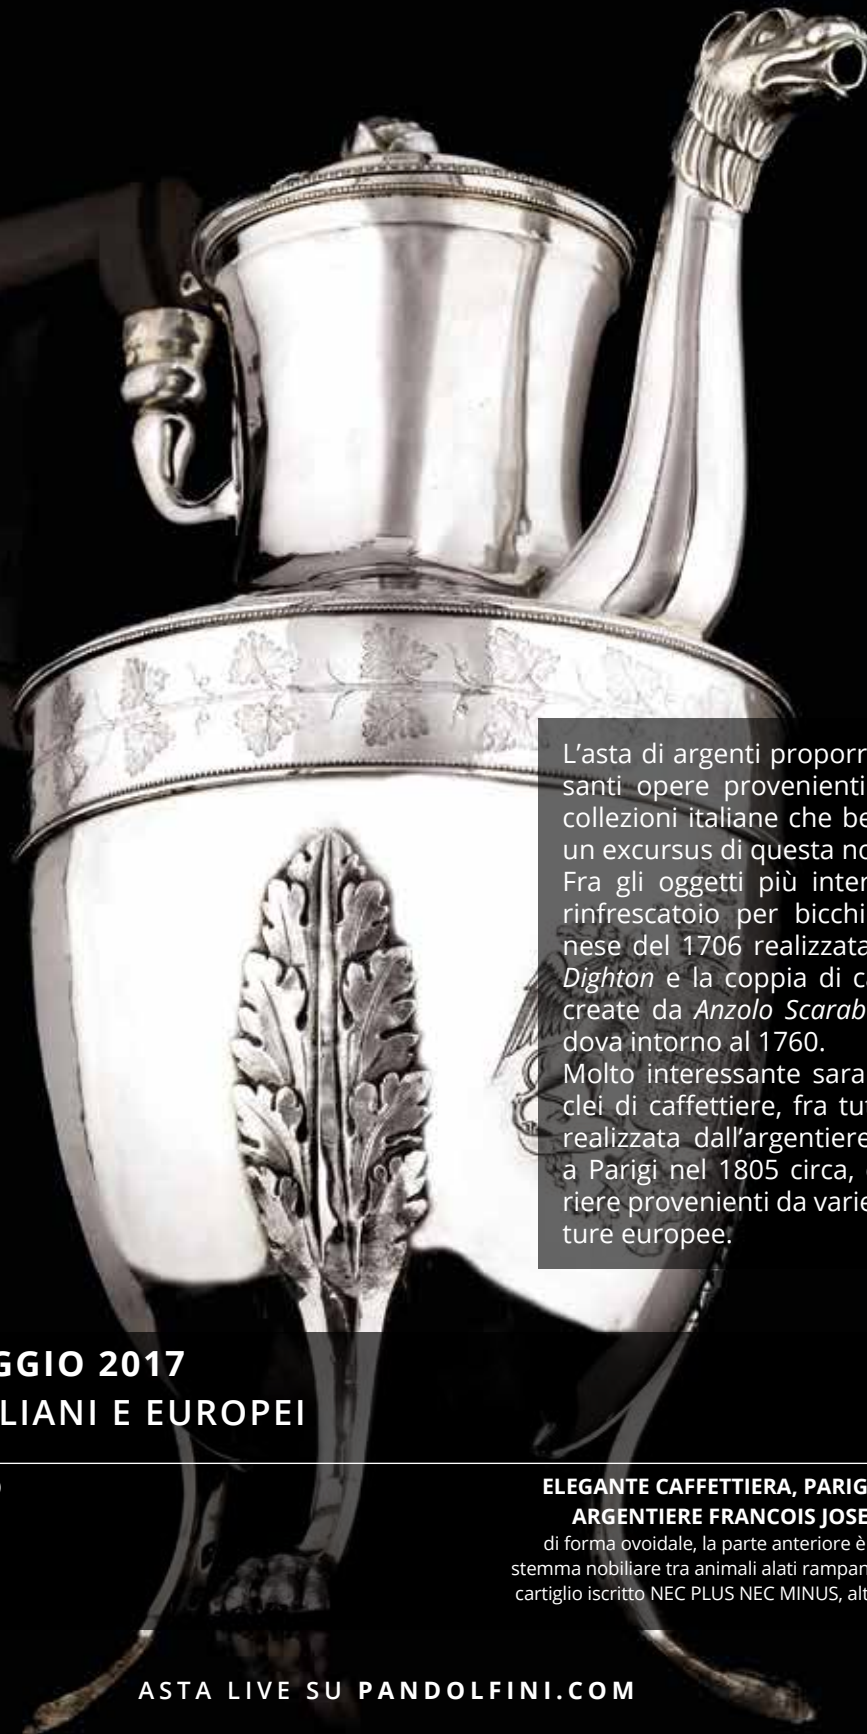 L’asta di argenti proporr
santi opere provenienti
collezioni italiane che be
un excursus di questa no
Fra gli oggetti più inter
rinfrescatoio per bicchi
nese del 1706 realizzata
Dighton e la coppia di ca
create da Anzolo Scarab
dova intorno al 1760.
Molto interessante sara
clei di caffettiere, fra tut
realizzata dall’argentiere
a Parigi nel 1805 circa,
riere provenienti da varie
ture europee.
GGIO 2017
LIANI E EUROPEI
ELEGANTE CAFFETTIERA, PARIG
ARGENTIERE FRANCOIS JOSE
di forma ovoidale, la parte anteriore è
stemma nobiliare tra animali alati rampan
cartiglio iscritto NEC PLUS NEC MINUS, alt
ASTA LIVE SU PANDOLFINI.COM